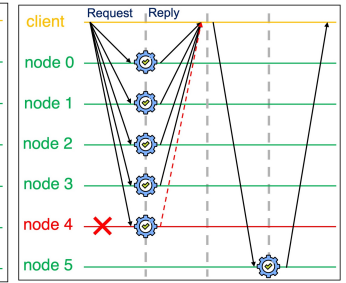 Request Reply
client
node 0
node 1
node 2
node 3
node 4
node 5